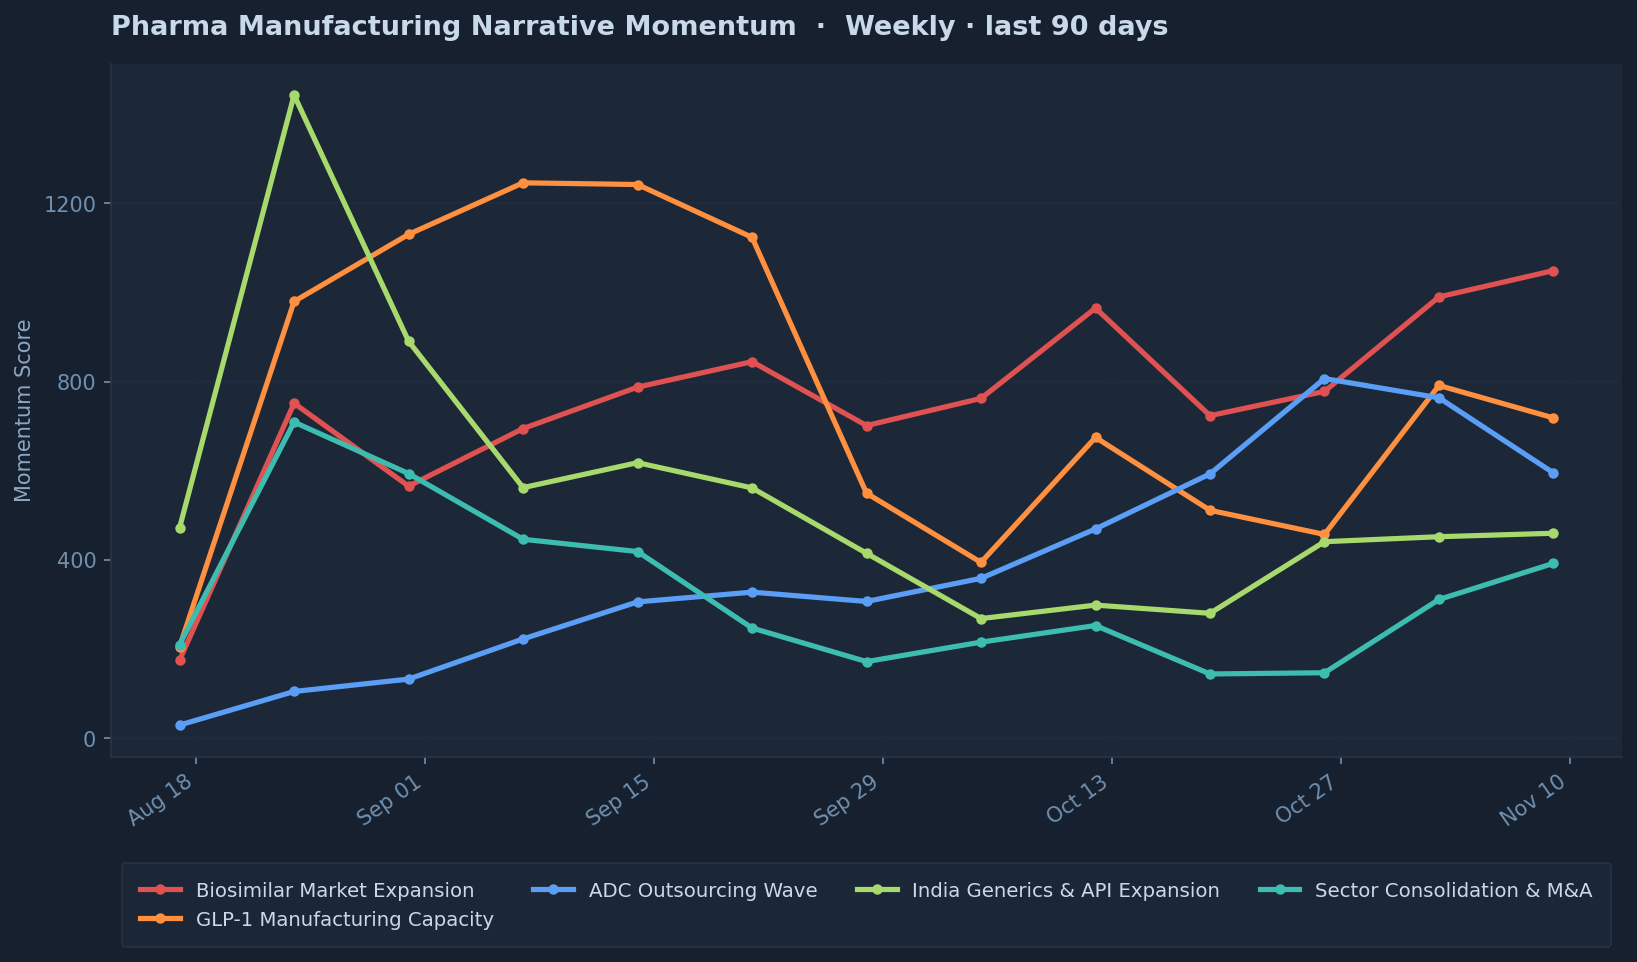 Pharma Manufacturing Narrative Momentum · Weekly · last 90 days
Momentum Score
1200
800
400
0
Aug 18
Sep 01
Sep 15
Sep 29
Oct 13
Oct 27
Nov 10
Biosimilar Market Expansion
GLP-1 Manufacturing Capacity
ADC Outsourcing Wave
India Generics & API Expansion
Sector Consolidation & M&A